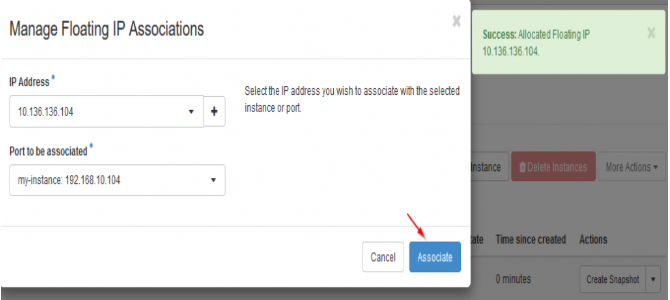 Manage Floating IP Associations
Success: Allocated Floating IP
10.136.136.104.
IP Address *
10.136.136.104
Select the IP address you wish to associate with the selected
instance or port.
Port to be associated *
my-instance: 192.168.10.104
Instance
Delete Instances
More Actions
Cancel
Associate
Time since created
Actions
0 minutes
Create Snapshot